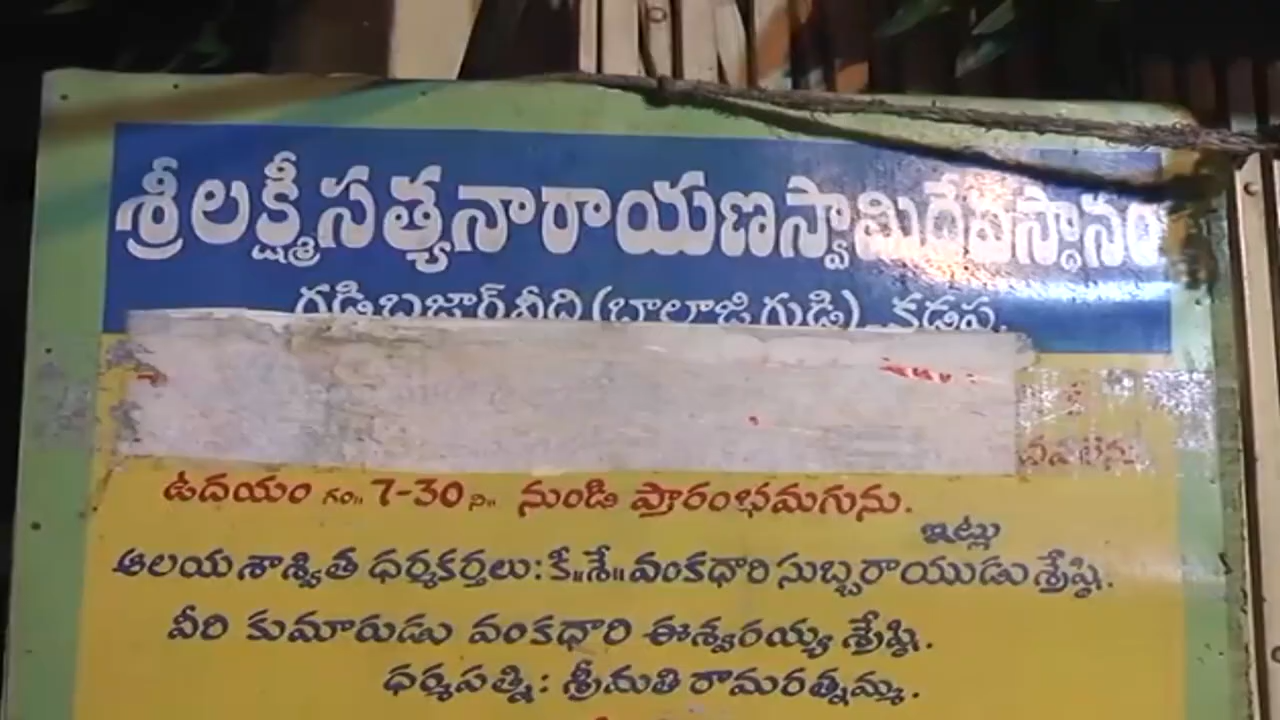 శ్రీ లక్ష్మీ సత్యనారాయణస్వామి దేవస్థానం
గడిబజార్ వీధి (బాలాజి గుడి) కడప.
ఉదయం గం॥ 7-30 ని॥ నుండి ప్రారంభమగును.
ఇట్లు
ఆలయ శాశ్విత ధర్మకర్తలు: కీ॥శే॥ వంకధారి సుబ్బరాయుడు శ్రేష్ఠి.
వీరి కుమారుడు వంకధారి ఈశ్వరయ్య శ్రేష్ఠి.
ధర్మపత్ని: శ్రీమతి రామరత్నమ్మ.